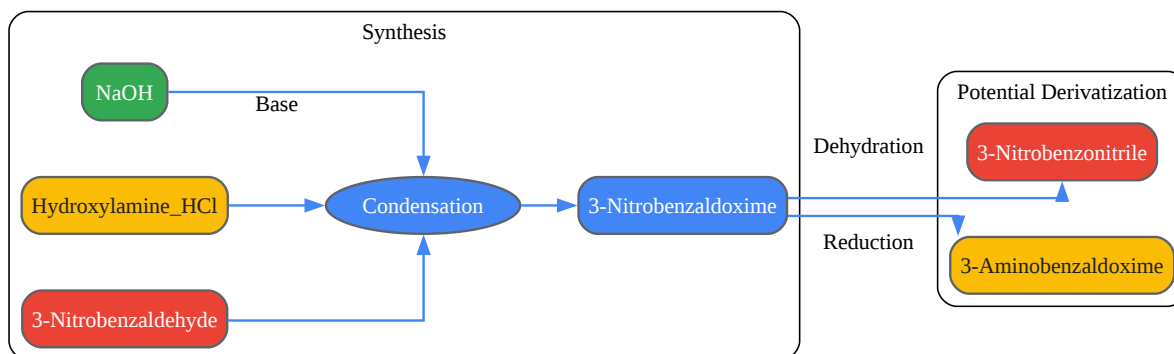 Synthesis
NaOH
Base
Hydroxylamine_HCl
Condensation
3-Nitrobenzaldoxime
3-Nitrobenzaldehyde
Dehydration
Reduction
Potential Derivatization
3-Nitrobenzonitrile
3-Aminobenzaldoxime